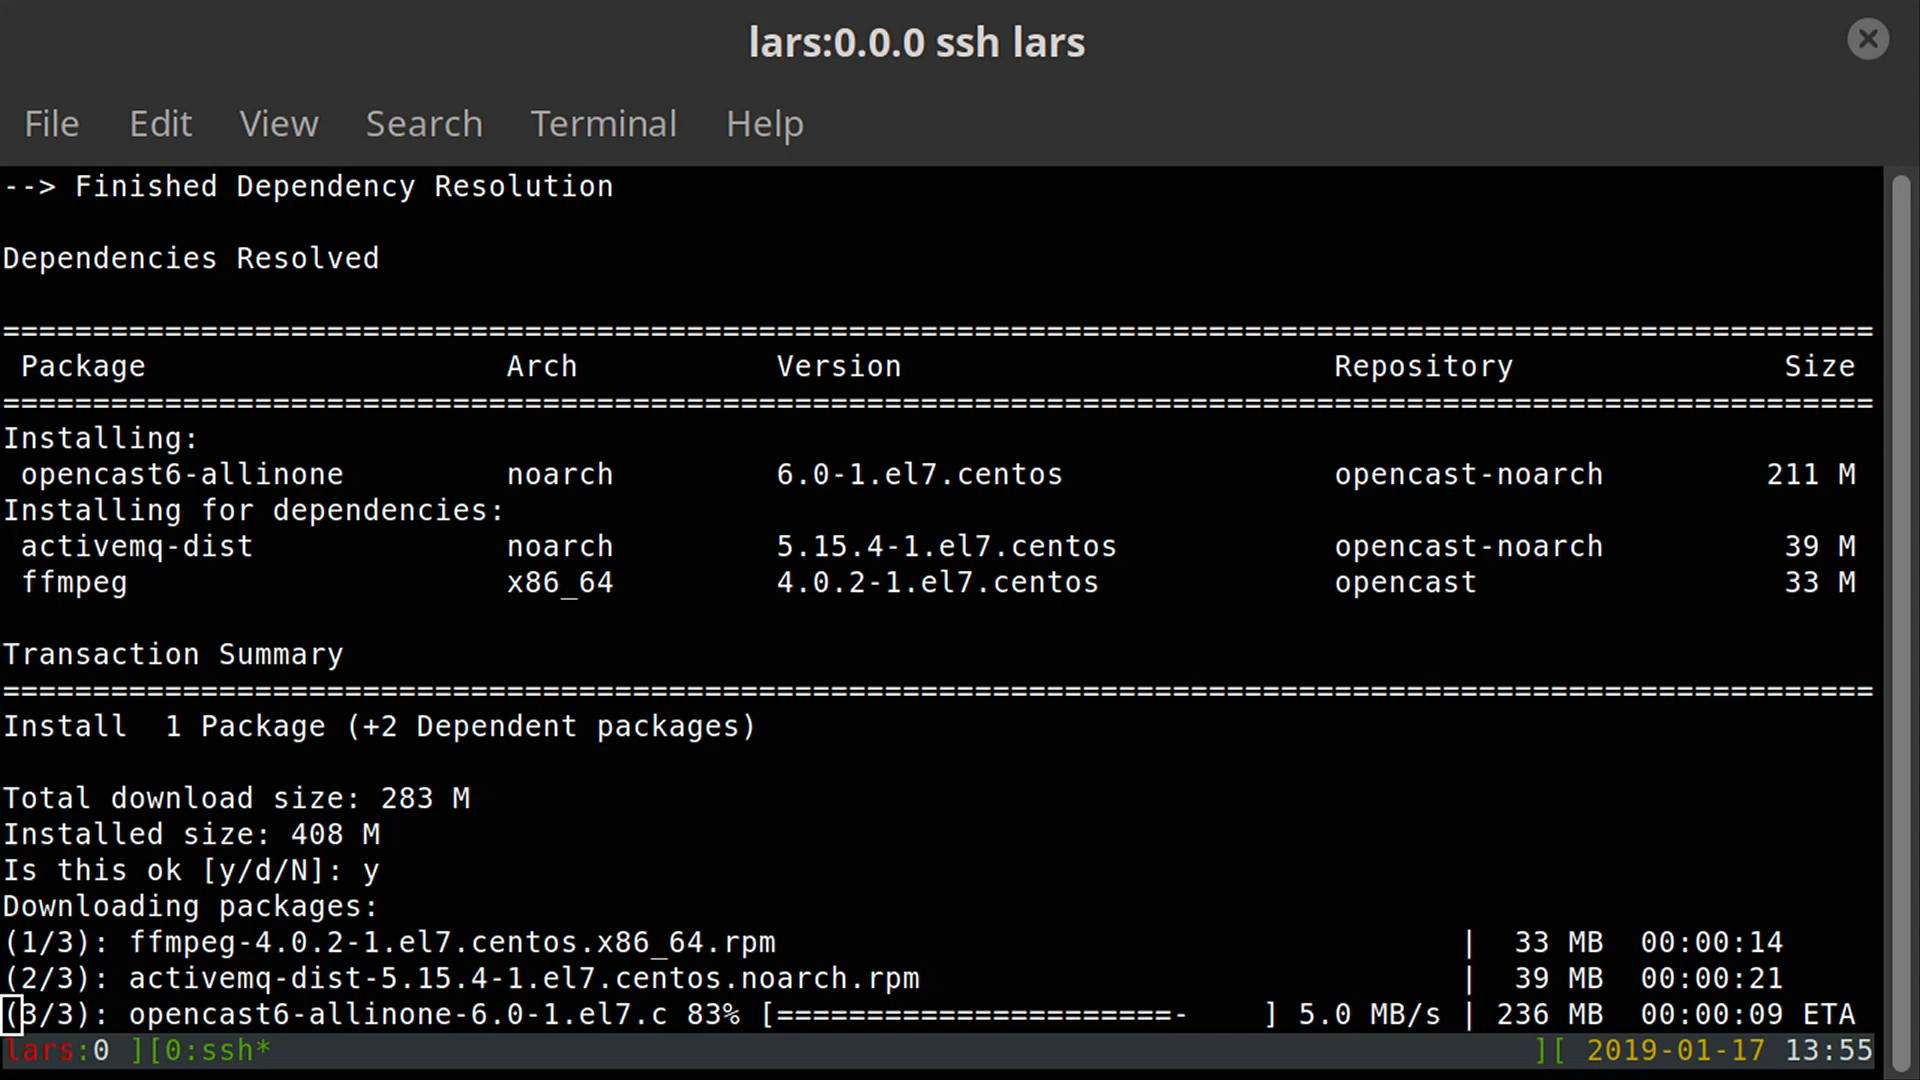 lars:0.0.0 ssh lars
File Edit View Search Terminal Help
--> Finished Dependency Resolution
Dependencies Resolved
========================================================================================================
Package Arch Version Repository Size
========================================================================================================
Installing:
opencast6-allinone noarch 6.0-1.el7.centos opencast-noarch 211 M
Installing for dependencies:
activemq-dist noarch 5.15.4-1.el7.centos opencast-noarch 39 M
ffmpeg x86_64 4.0.2-1.el7.centos opencast 33 M
Transaction Summary
========================================================================================================
Install 1 Package (+2 Dependent packages)
Total download size: 283 M
Installed size: 408 M
Is this ok [y/d/N]: y
Downloading packages:
(1/3): ffmpeg-4.0.2-1.el7.centos.x86_64.rpm | 33 MB 00:00:14
(2/3): activemq-dist-5.15.4-1.el7.centos.noarch.rpm | 39 MB 00:00:21
(3/3): opencast6-allinone-6.0-1.el7.c 83% [======================- ] 5.0 MB/s | 236 MB 00:00:09 ETA
lars:0 ][0:ssh* ][ 2019-01-17 13:55